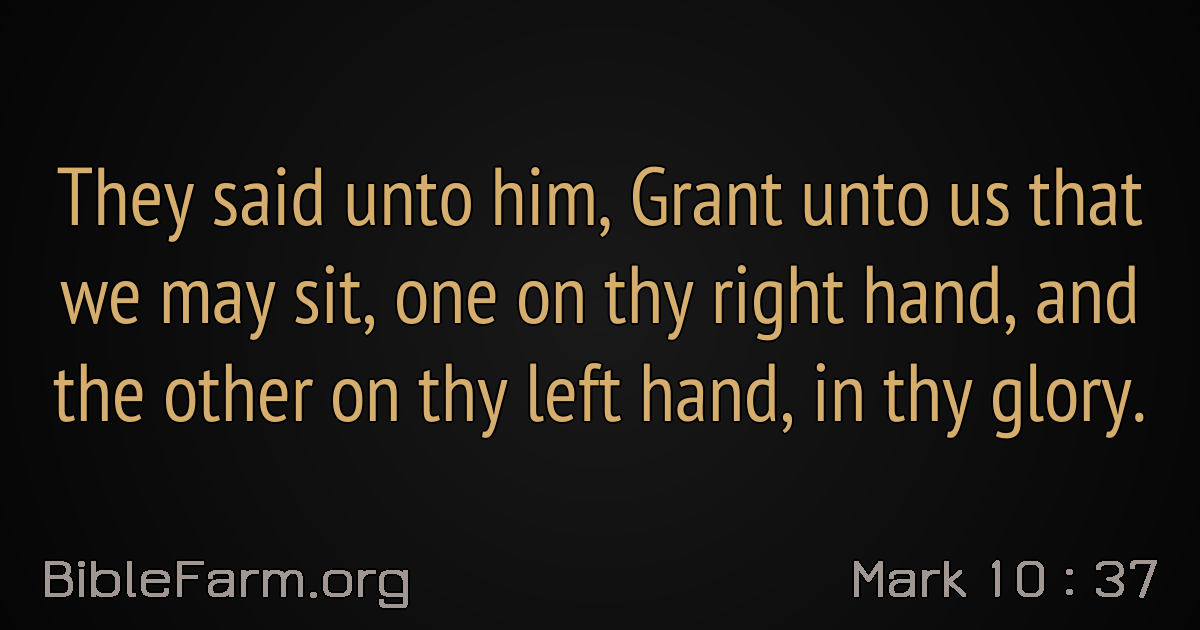 They said unto him, Grant unto us that
we may sit, one on thy right hand, and
the other on thy left hand, in thy glory.
BibleFarm.org
Mark 10 : 37